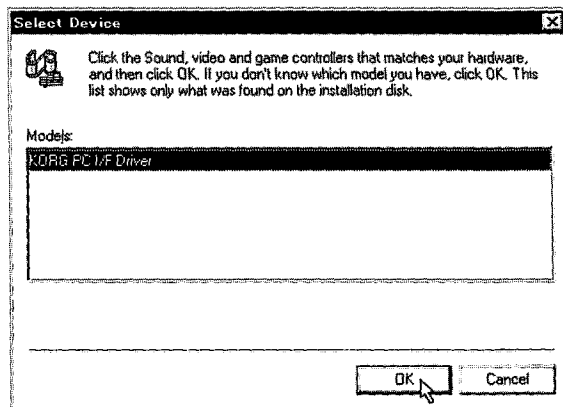 Select Device
Click the Sound, video and game controllers that matches your hardware,
and then click OK. If you don't know which model you have, click OK. This
list shows only what was found on the installation disk.
Models:
KORG PC I/F Driver
OK
Cancel